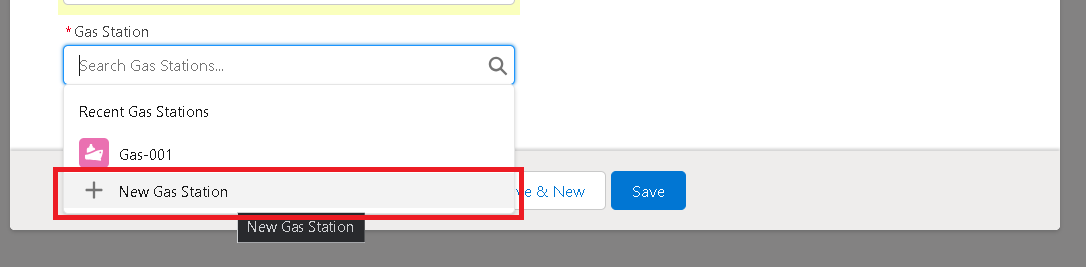 *Gas Station
Search Gas Stations...
Recent Gas Stations
Gas-001
New Gas Station
& New
Save
New Gas Station